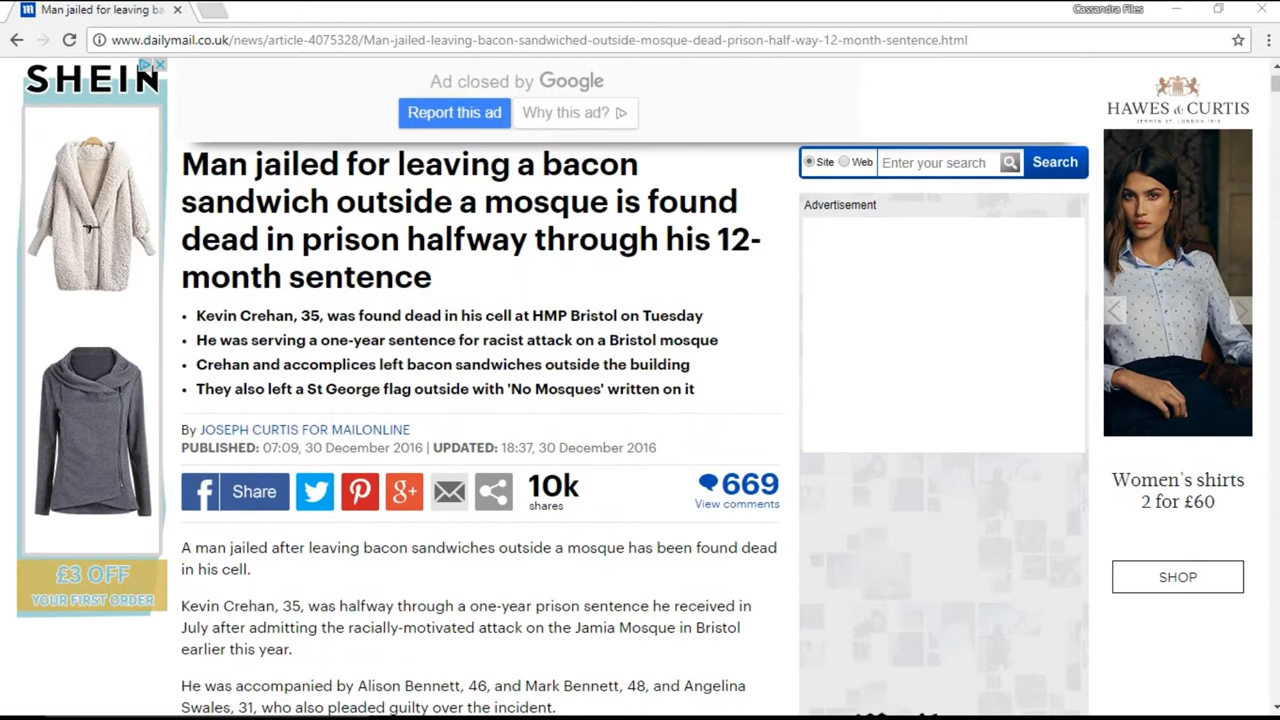 Man jailed for leaving ba
Cassandra Files
www.dailymail.co.uk/news/article-4075328/Man-jailed-leaving-bacon-sandwiched-outside-mosque-dead-prison-half-way-12-month-sentence.html
SHEIN
£3 OFF
YOUR FIRST ORDER
Ad closed by Google
Report this ad
Why this ad?
Man jailed for leaving a bacon
sandwich outside a mosque is found
dead in prison halfway through his 12-
month sentence
• Kevin Crehan, 35, was found dead in his cell at HMP Bristol on Tuesday
• He was serving a one-year sentence for racist attack on a Bristol mosque
• Crehan and accomplices left bacon sandwiches outside the building
• They also left a St George flag outside with 'No Mosques' written on it
By JOSEPH CURTIS FOR MAILONLINE
PUBLISHED: 07:09, 30 December 2016 | UPDATED: 18:37, 30 December 2016
f Share
g+
10k
shares
669
View comments
A man jailed after leaving bacon sandwiches outside a mosque has been found dead
in his cell.
Kevin Crehan, 35, was halfway through a one-year prison sentence he received in
July after admitting the racially-motivated attack on the Jamia Mosque in Bristol
earlier this year.
He was accompanied by Alison Bennett, 46, and Mark Bennett, 48, and Angelina
Swales, 31, who also pleaded guilty over the incident.
Site Web Enter your search Search
Advertisement
HAWES & CURTIS
JERMYN ST. LONDON 1913
Women's shirts
2 for £60
SHOP